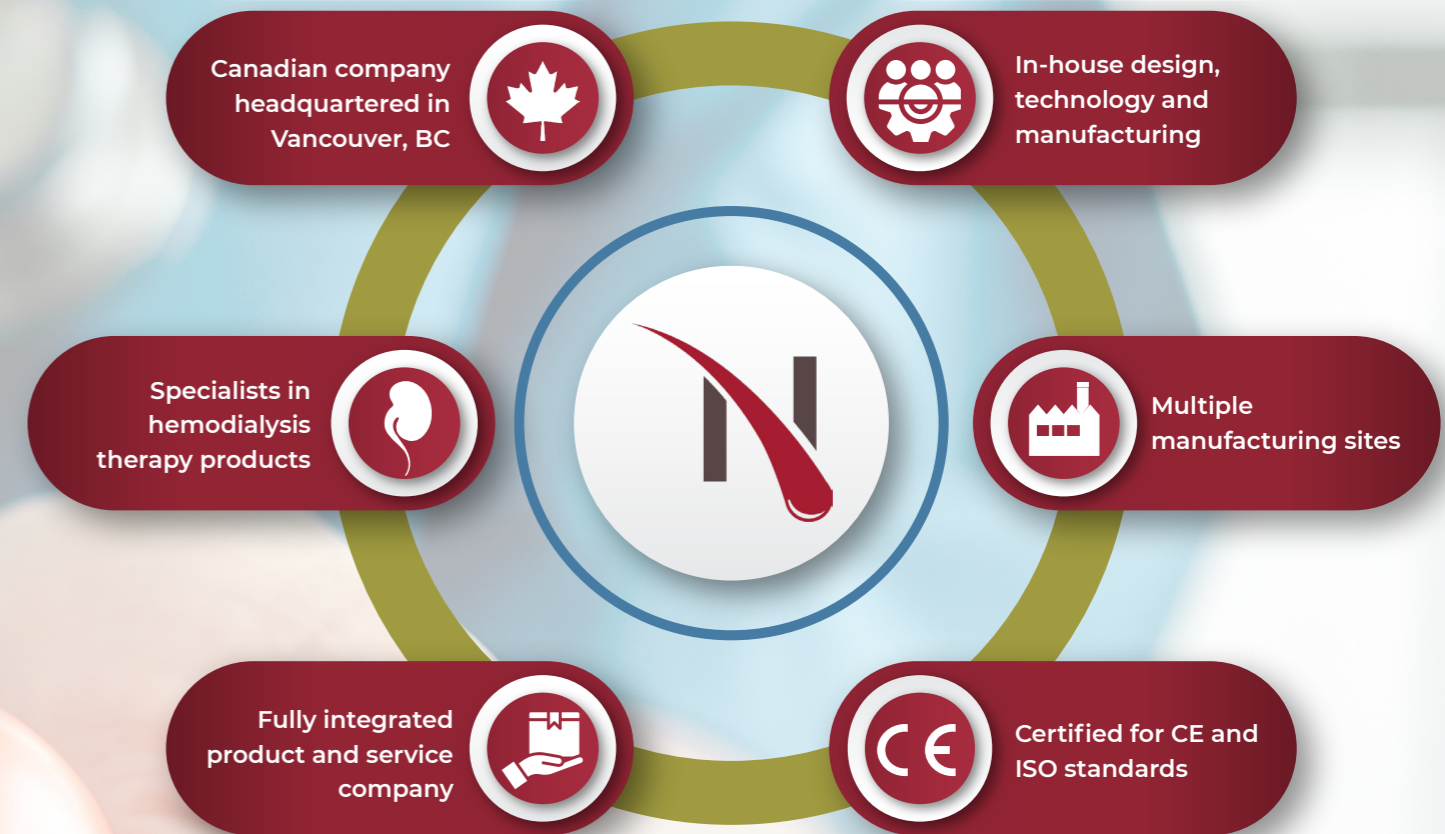 Canadian company
headquartered in
Vancouver, BC
In-house design,
technology and
manufacturing
Specialists in
hemodialysis
therapy products
N
Multiple
manufacturing sites
Fully integrated
product and service
company
CE
Certified for CE and
ISO standards